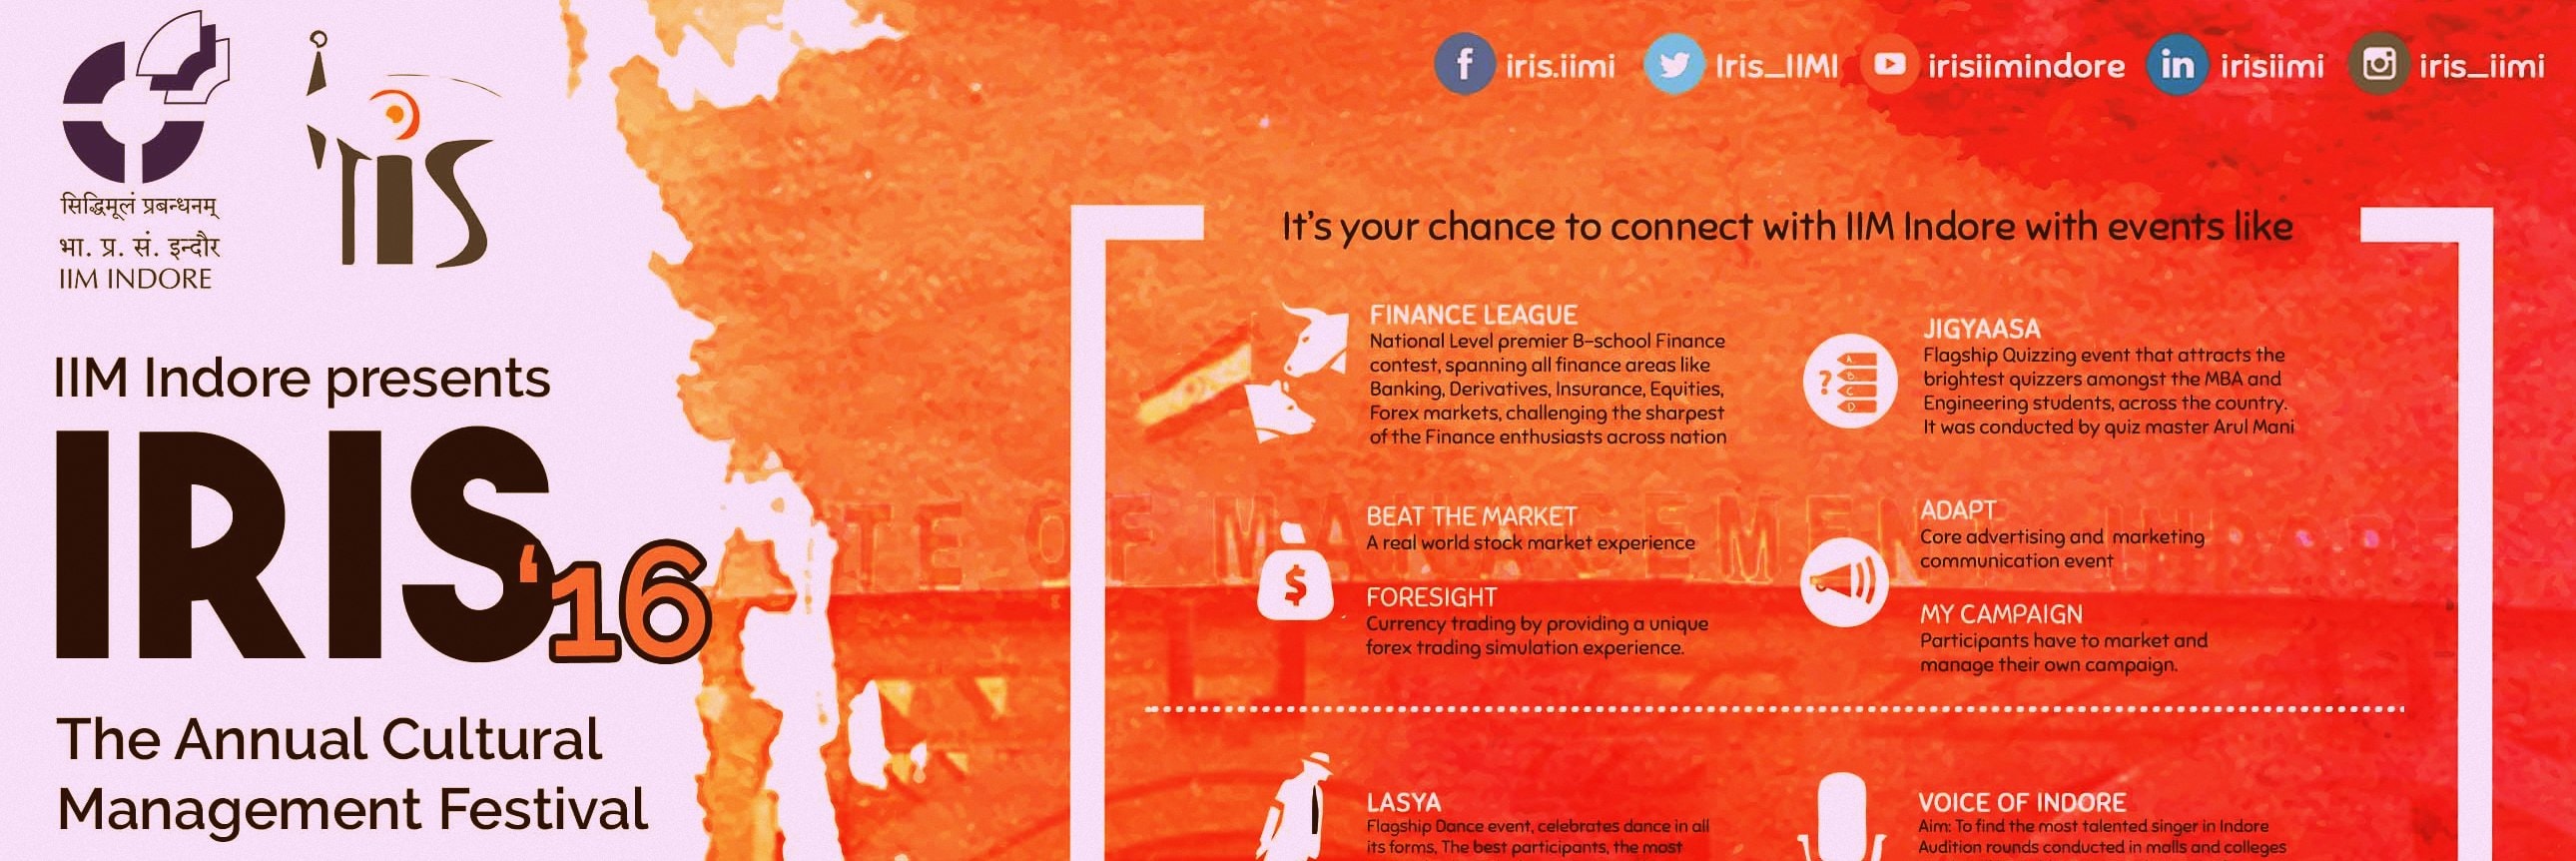 सिद्धिमूलं प्रबन्धनम्
भा. प्र. सं. इन्दौर
IIM INDORE
iris
IIM Indore presents
IRIS'16
The Annual Cultural
Management Festival
iris.iimi
Iris_IIMI
irisiimindore
irisiimi
iris_iimi
It's your chance to connect with IIM Indore with events like
FINANCE LEAGUE
National Level premier B-school Finance
contest, spanning all finance areas like
Banking, Derivatives, Insurance, Equities,
Forex markets, challenging the sharpest
of the Finance enthusiasts across nation
JIGYAASA
Flagship Quizzing event that attracts the
brightest quizzers amongst the MBA and
Engineering students, across the country.
It was conducted by quiz master Arul Mani
BEAT THE MARKET
A real world stock market experience
FORESIGHT
Currency trading by providing a unique
forex trading simulation experience.
ADAPT
Core advertising and marketing
communication event
MY CAMPAIGN
Participants have to market and
manage their own campaign.
LASYA
Flagship Dance event, celebrates dance in all
its forms, The best participants, the most
VOICE OF INDORE
Aim: To find the most talented singer in Indore
Audition rounds conducted in malls and colleges
OF MANAGEMENT